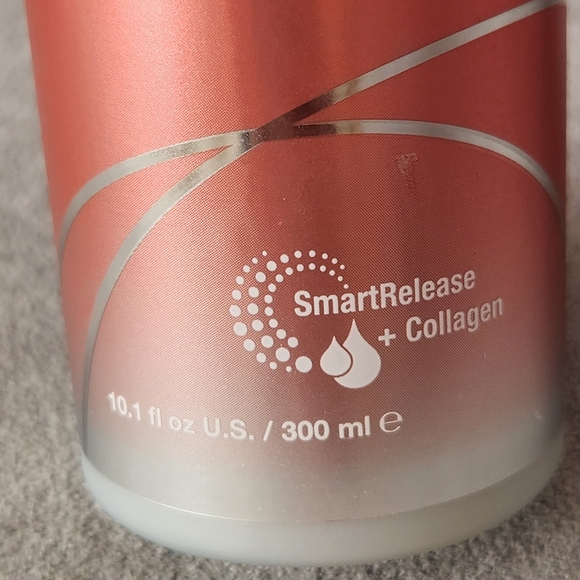 SmartRelease
+ Collagen
10.1 fl oz U.S. / 300 ml ℮